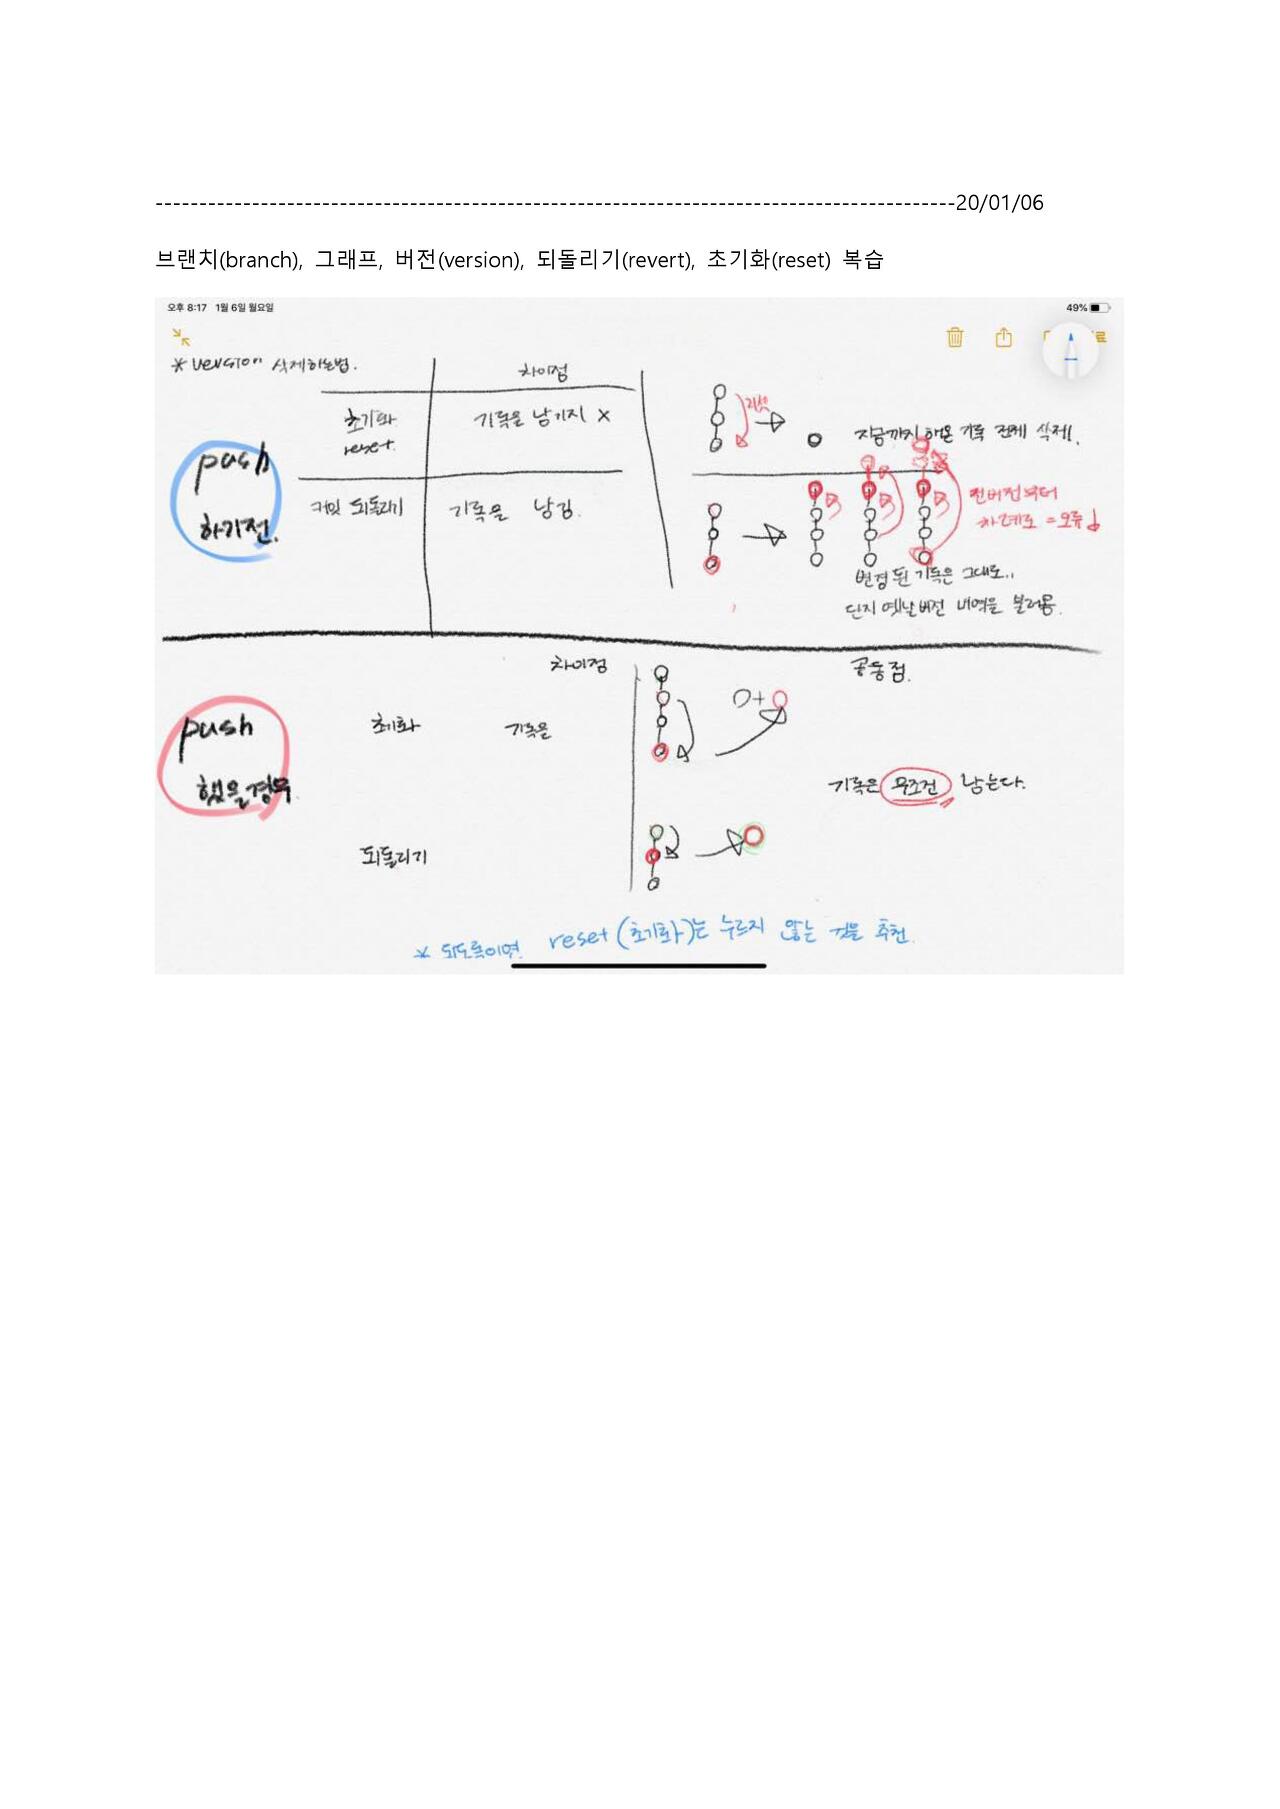 -------------------------------------------------------------------------------------------20/01/06
브랜치(branch), 그래프, 버전(version), 되돌리기(revert), 초기화(reset) 복습
오후 8:17 1월 6일 월요일
49%
* version 삭제하는법.
차이점
초기화
reset.
기록을 남기지 X
리셋
지금까지 해온 기록 전체 삭제!
push
하기전.
커밋 되돌리기
기록을 남김.
전버전부터
차례로 = 오류↓
변경된 기록은 그대로..
단지 옛날버전 내역을 불러옴.
차이점
공통점.
push
했을경우.
초기화
기록을
0+0
기록은 무조건 남는다.
되돌리기
* 되도록이면 reset(초기화)는 누르지 않는 것을 추천.